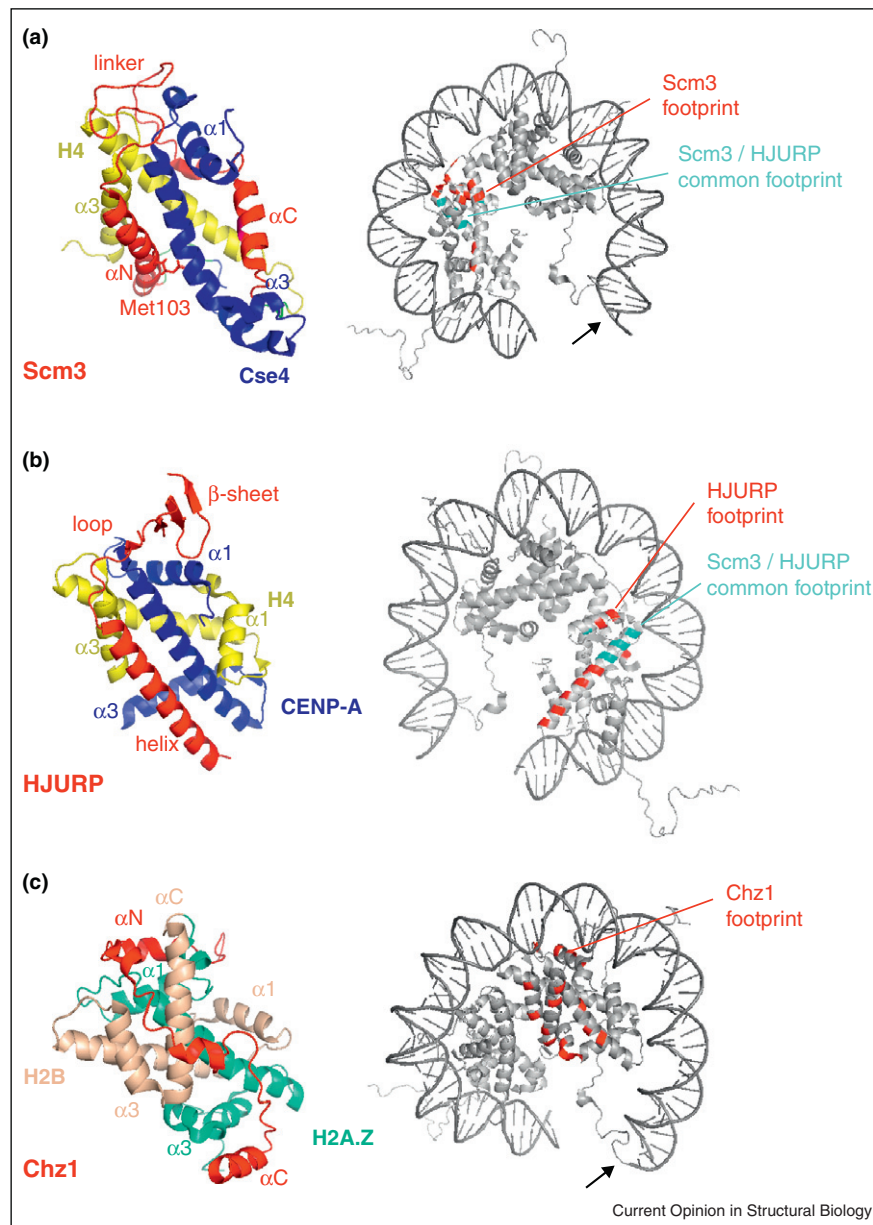 (a)
linker
α1
H4
α3
αC
αN
α3
Met103
Scm3
Cse4
Scm3
footprint
Scm3 / HJURP
common footprint
(b)
β-sheet
loop
α1
H4
α1
α3
α3
CENP-A
helix
HJURP
HJURP
footprint
Scm3 / HJURP
common footprint
(c)
αC
αN
α1
α1
H2B
α3
α3
H2A.Z
αC
Chz1
Chz1
footprint
Current Opinion in Structural Biology